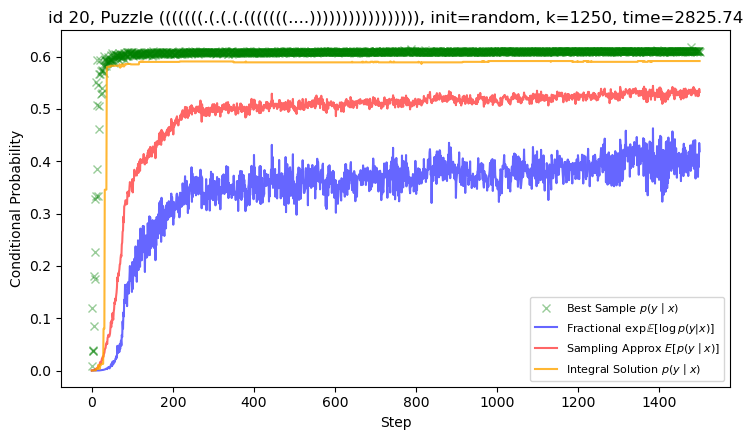 id 20, Puzzle (((((((.(.(.(.(((((((....))))))))))))))))), init=random, k=1250, time=2825.74
Conditional Probability
0.6
0.5
0.4
0.3
0.2
0.1
0.0
Best Sample p(y | x)
Fractional exp𝔼[log p(y|x)]
Sampling Approx E[p(y | x)]
Integral Solution p(y | x)
0 200 400 600 800 1000 1200 1400
Step